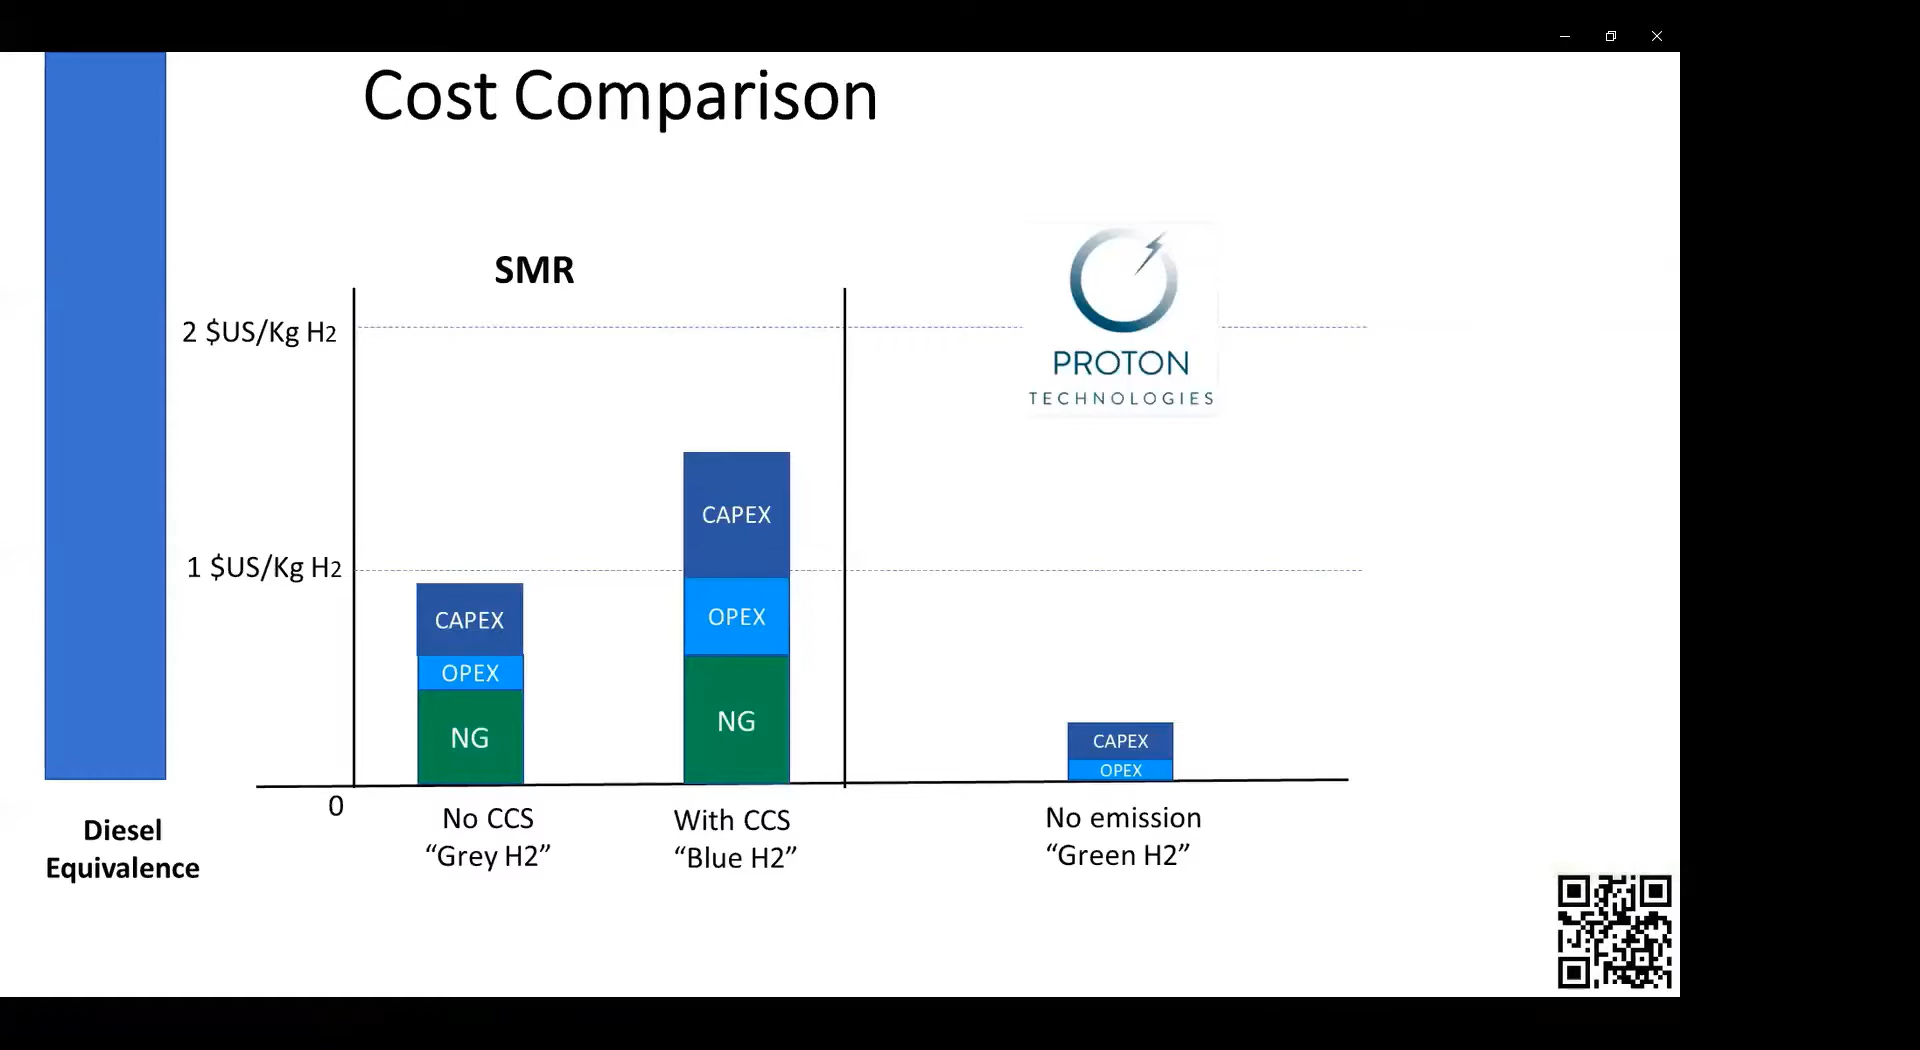 Cost Comparison
SMR
2 $US/Kg H2
1 $US/Kg H2
0
CAPEX
OPEX
NG
CAPEX
OPEX
NG
PROTON
TECHNOLOGIES
CAPEX
OPEX
Diesel
Equivalence
No CCS
“Grey H2”
With CCS
“Blue H2”
No emission
“Green H2”